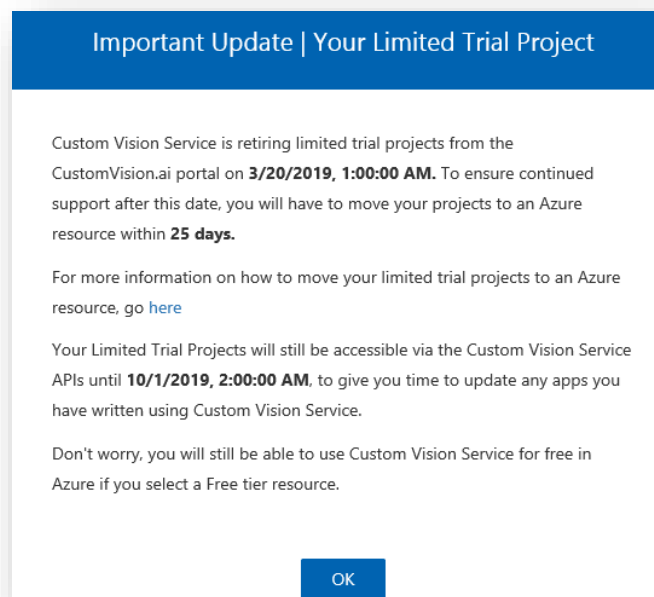 Important Update | Your Limited Trial Project
Custom Vision Service is retiring limited trial projects from the
CustomVision.ai portal on 3/20/2019, 1:00:00 AM. To ensure continued
support after this date, you will have to move your projects to an Azure
resource within 25 days.
For more information on how to move your limited trial projects to an Azure
resource, go here
Your Limited Trial Projects will still be accessible via the Custom Vision Service
APIs until 10/1/2019, 2:00:00 AM, to give you time to update any apps you
have written using Custom Vision Service.
Don't worry, you will still be able to use Custom Vision Service for free in
Azure if you select a Free tier resource.
OK